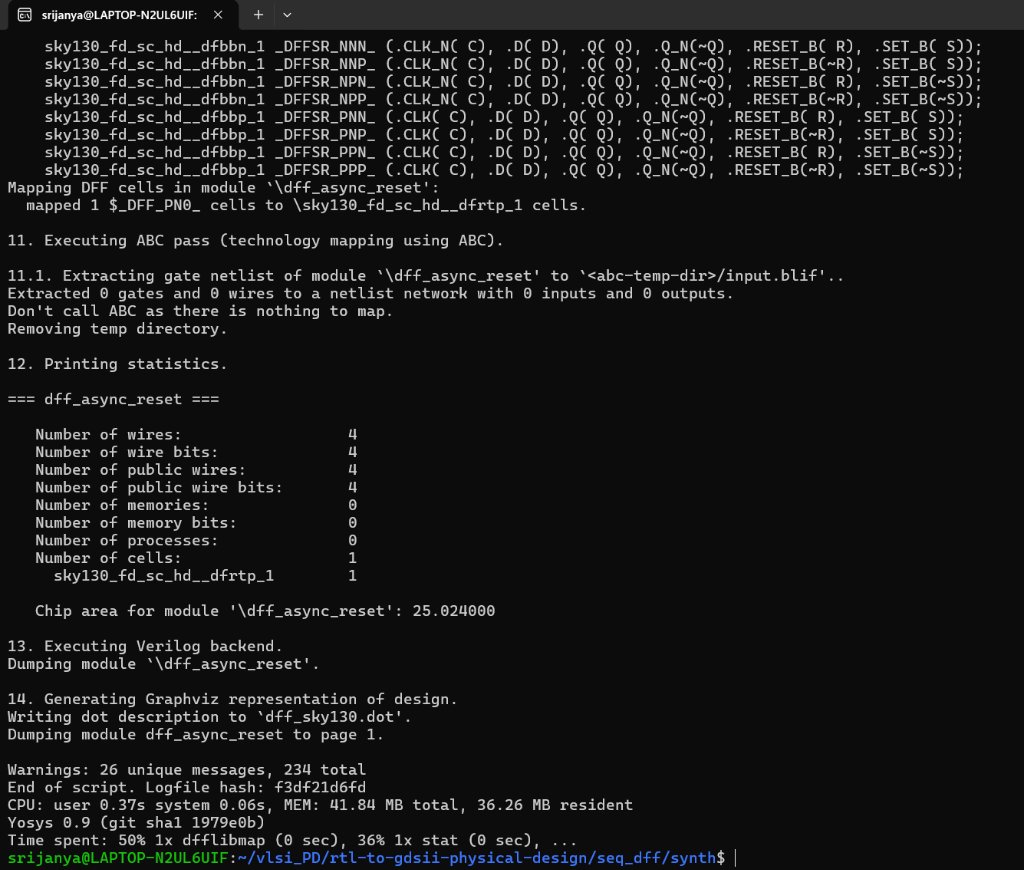 srijanya@LAPTOP-N2UL6UIF:
    sky130_fd_sc_hd__dfbbn_1 _DFFSR_NNN_ (.CLK_N( C), .D( D), .Q( Q), .Q_N(~Q), .RESET_B( R), .SET_B( S));
    sky130_fd_sc_hd__dfbbn_1 _DFFSR_NNP_ (.CLK_N( C), .D( D), .Q( Q), .Q_N(~Q), .RESET_B(~R), .SET_B( S));
    sky130_fd_sc_hd__dfbbn_1 _DFFSR_NPN_ (.CLK_N( C), .D( D), .Q( Q), .Q_N(~Q), .RESET_B( R), .SET_B(~S));
    sky130_fd_sc_hd__dfbbn_1 _DFFSR_NPP_ (.CLK_N( C), .D( D), .Q( Q), .Q_N(~Q), .RESET_B(~R), .SET_B(~S));
    sky130_fd_sc_hd__dfbbp_1 _DFFSR_PNN_ (.CLK( C), .D( D), .Q( Q), .Q_N(~Q), .RESET_B( R), .SET_B( S));
    sky130_fd_sc_hd__dfbbp_1 _DFFSR_PNP_ (.CLK( C), .D( D), .Q( Q), .Q_N(~Q), .RESET_B(~R), .SET_B( S));
    sky130_fd_sc_hd__dfbbp_1 _DFFSR_PPN_ (.CLK( C), .D( D), .Q( Q), .Q_N(~Q), .RESET_B( R), .SET_B(~S));
    sky130_fd_sc_hd__dfbbp_1 _DFFSR_PPP_ (.CLK( C), .D( D), .Q( Q), .Q_N(~Q), .RESET_B(~R), .SET_B(~S));
Mapping DFF cells in module `\dff_async_reset':
  mapped 1 $_DFF_PN0_ cells to \sky130_fd_sc_hd__dfrtp_1 cells.
11. Executing ABC pass (technology mapping using ABC).
11.1. Extracting gate netlist of module `\dff_async_reset' to `<abc-temp-dir>/input.blif'..
Extracted 0 gates and 0 wires to a netlist network with 0 inputs and 0 outputs.
Don't call ABC as there is nothing to map.
Removing temp directory.
12. Printing statistics.
=== dff_async_reset ===
   Number of wires:                  4
   Number of wire bits:              4
   Number of public wires:           4
   Number of public wire bits:       4
   Number of memories:               0
   Number of memory bits:            0
   Number of processes:              0
   Number of cells:                  1
     sky130_fd_sc_hd__dfrtp_1        1
   Chip area for module '\dff_async_reset': 25.024000
13. Executing Verilog backend.
Dumping module `\dff_async_reset'.
14. Generating Graphviz representation of design.
Writing dot description to `dff_sky130.dot'.
Dumping module dff_async_reset to page 1.
Warnings: 26 unique messages, 234 total
End of script. Logfile hash: f3df21d6fd
CPU: user 0.37s system 0.06s, MEM: 41.84 MB total, 36.26 MB resident
Yosys 0.9 (git sha1 1979e0b)
Time spent: 50% 1x dfflibmap (0 sec), 36% 1x stat (0 sec), ...
srijanya@LAPTOP-N2UL6UIF:~/vlsi_PD/rtl-to-gdsii-physical-design/seq_dff/synth$